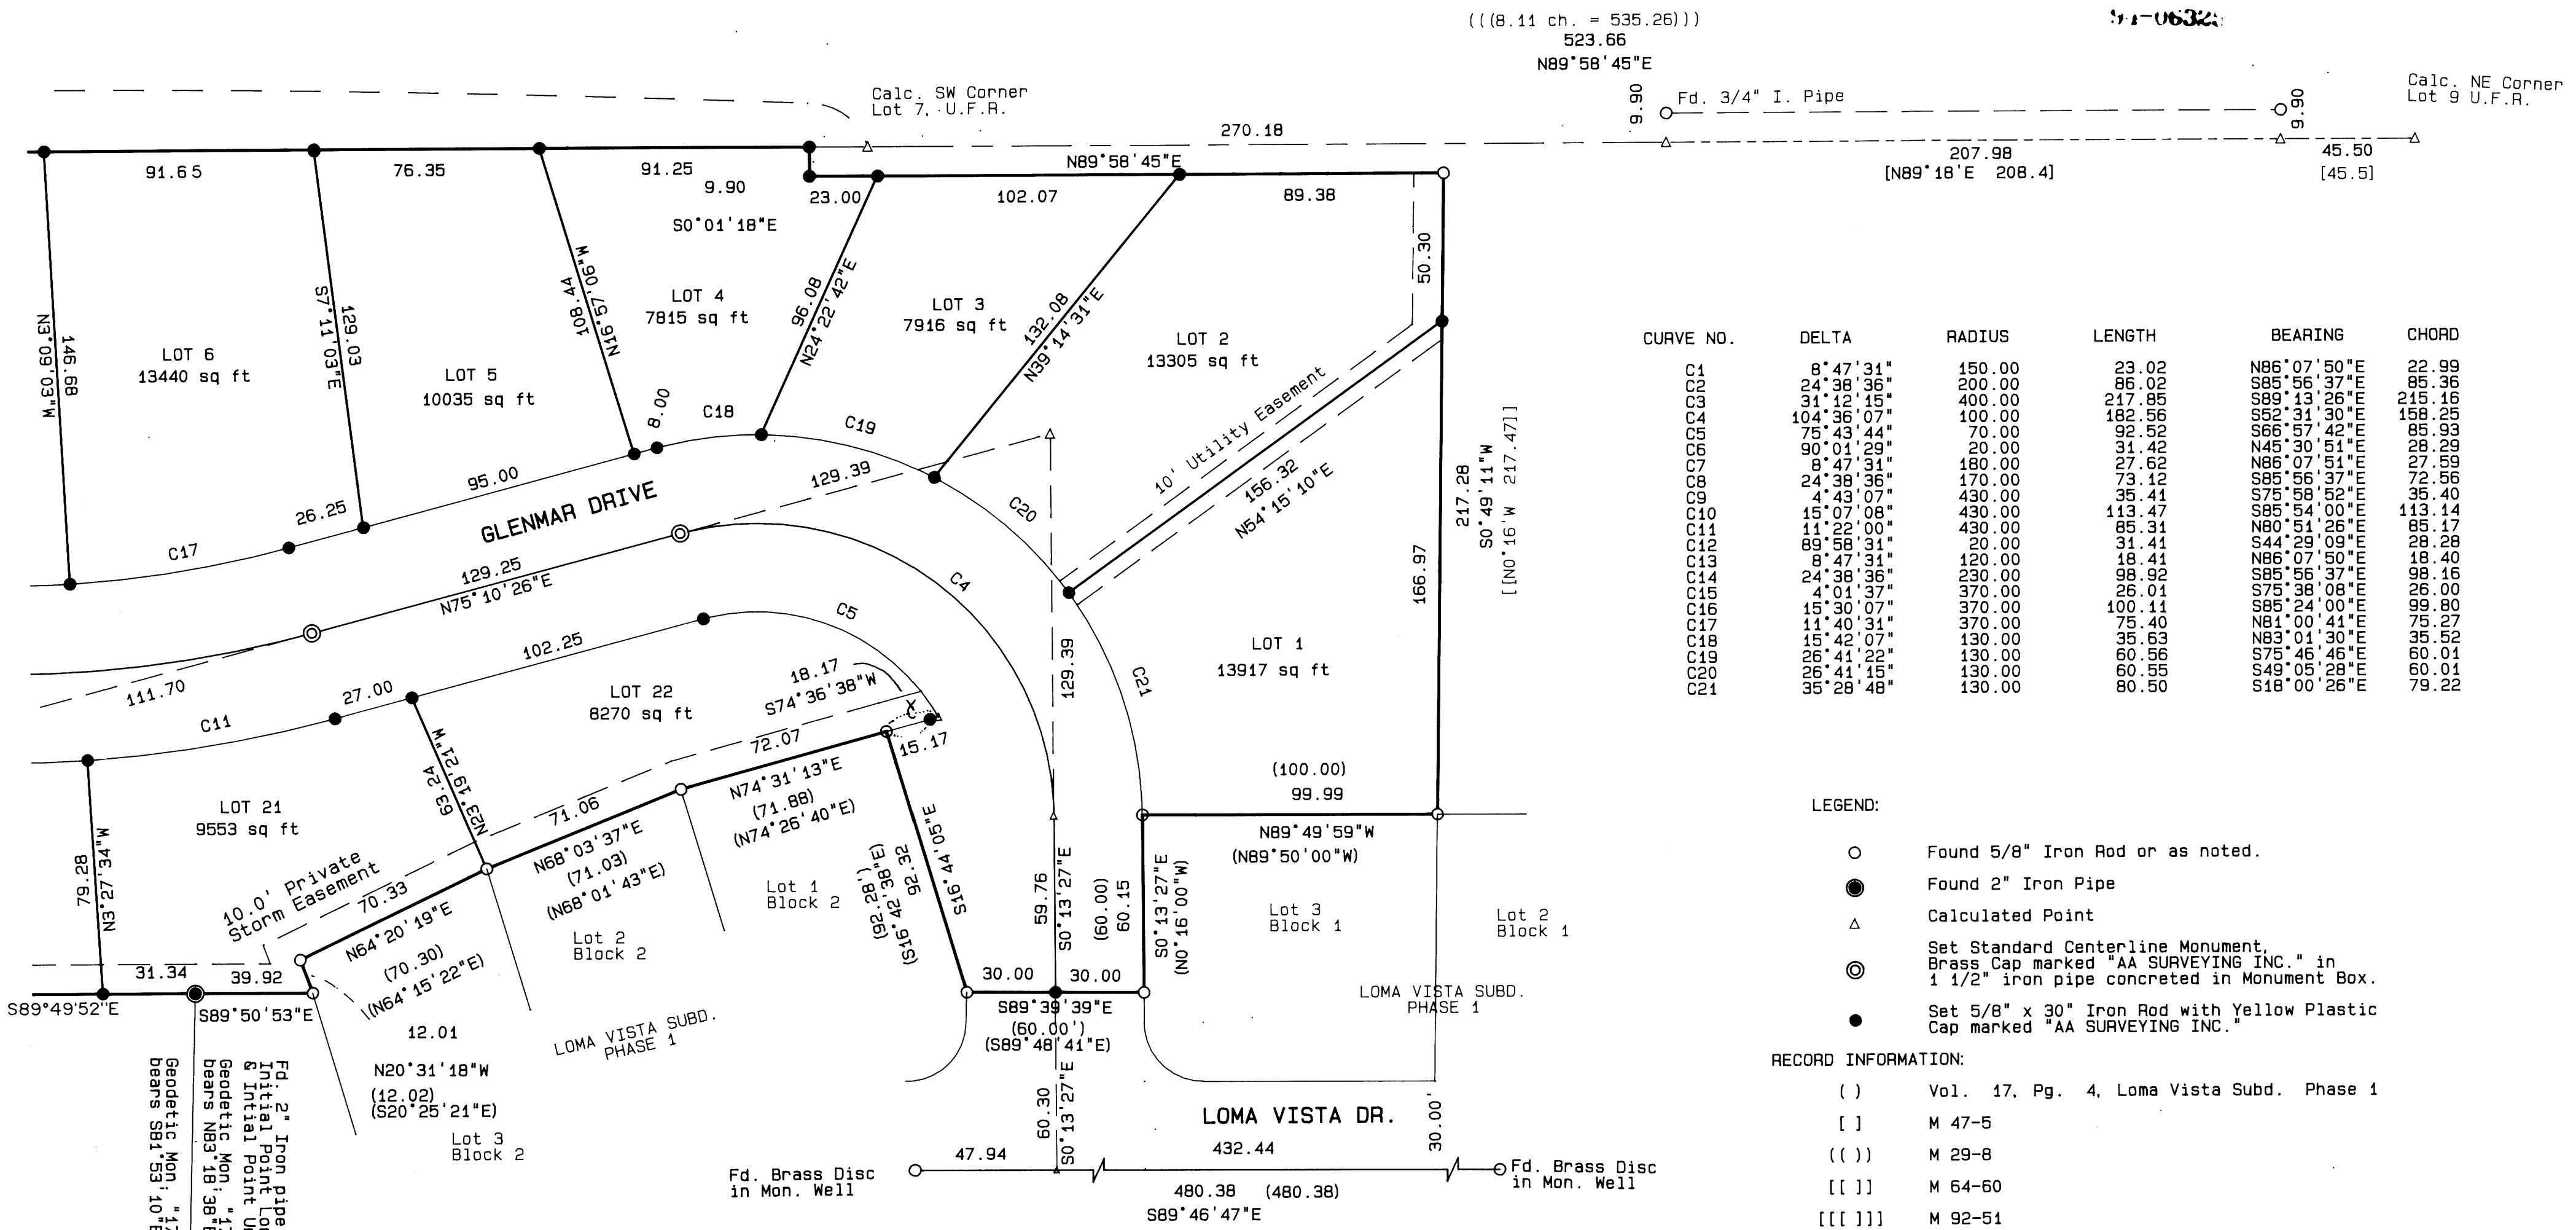 (((8.11 ch. = 535.26)))
523.66
N89°58'45"E
Calc. SW Corner
Lot 7, U.F.R.
9.90
Fd. 3/4" I. Pipe
9.90
Calc. NE Corner
Lot 9 U.F.R.
270.18
207.98
[N89°18'E 208.4]
45.50
[45.5]
91.65
76.35
91.25
9.90
S0°01'18"E
23.00
N89°58'45"E
102.07
89.38
50.30
146.68
N3°09'03"W
LOT 6
13440 sq ft
129.03
S7°11'03"E
LOT 5
10035 sq ft
N16°57'06"W
108.44
LOT 4
7815 sq ft
96.08
N24°22'42"E
LOT 3
7916 sq ft
132.08
N39°14'31"E
LOT 2
13305 sq ft
10' Utility Easement
156.32
N54°15'10"E
217.28
S0°49'11"W
[[N0°16'W 217.47]]
166.97
C17
26.25
95.00
8.00
C18
C19
C20
C21
GLENMAR DRIVE
129.39
129.25
N75°10'26"E
C4
C5
111.70
C11
27.00
102.25
129.39
LOT 1
13917 sq ft
(100.00)
99.99
N89°49'59"W
(N89°50'00"W)
LOT 22
8270 sq ft
18.17
S74°36'38"W
15.17
72.07
N74°31'13"E
(71.88)
(N74°26'40"E)
71.06
N68°03'37"E
(71.03)
(N68°01'43"E)
N23°19'21"W
63.24
LOT 21
9553 sq ft
79.28
N3°27'34"W
10.0' Private
Storm Easement
70.33
N64°20'19"E
(70.30)
(N64°15'22"E)
31.34
39.92
S89°49'52"E
S89°50'53"E
12.01
N20°31'18"W
(12.02)
(S20°25'21"E)
S16°44'05"E
92.32
(92.28')
(S16°42'38"E)
Lot 1
Block 2
Lot 2
Block 2
Lot 3
Block 2
LOMA VISTA SUBD.
PHASE 1
59.76
S0°13'27"E
(60.00)
60.15
S0°13'27"E
(N0°16'00"W)
30.00
30.00
S89°39'39"E
(60.00')
(S89°48'41"E)
Lot 3
Block 1
Lot 2
Block 1
LOMA VISTA SUBD.
PHASE 1
60.30
S0°13'27"E
LOMA VISTA DR.
30.00'
47.94
432.44
Fd. Brass Disc
in Mon. Well
Fd. Brass Disc
in Mon. Well
480.38 (480.38)
S89°46'47"E
Fd. 2" Iron pipe
Initial Point
& Intial Point
Geodetic Mon.
bears N83°18'38"
Geodetic Mon.
bears S81°53'10"
CURVE NO. DELTA RADIUS LENGTH BEARING CHORD
C1 8°47'31" 150.00 23.02 N86°07'50"E 22.99
C2 24°38'36" 200.00 86.02 S85°56'37"E 85.36
C3 31°12'15" 400.00 217.85 S89°13'26"E 215.16
C4 104°36'07" 100.00 182.56 S52°31'30"E 158.25
C5 75°43'44" 70.00 92.52 S66°57'42"E 85.93
C6 90°01'29" 20.00 31.42 N45°30'51"E 28.29
C7 8°47'31" 180.00 27.62 N86°07'51"E 27.59
C8 24°38'36" 170.00 73.12 S85°56'37"E 72.56
C9 4°43'07" 430.00 35.41 S75°58'52"E 35.40
C10 15°07'08" 430.00 113.47 S85°54'00"E 113.14
C11 11°22'00" 430.00 85.31 N80°51'26"E 85.17
C12 89°58'31" 20.00 31.41 S44°29'09"E 28.28
C13 8°47'31" 120.00 18.41 N86°07'50"E 18.40
C14 24°38'36" 230.00 98.92 S85°56'37"E 98.16
C15 4°01'37" 370.00 26.01 S75°38'08"E 26.00
C16 15°30'07" 370.00 100.11 S85°24'00"E 99.80
C17 11°40'31" 370.00 75.40 N81°00'41"E 75.27
C18 15°42'07" 130.00 35.63 N83°01'30"E 35.52
C19 26°41'22" 130.00 60.56 S75°46'46"E 60.01
C20 26°41'15" 130.00 60.55 S49°05'28"E 60.01
C21 35°28'48" 130.00 80.50 S18°00'26"E 79.22
LEGEND:
Found 5/8" Iron Rod or as noted.
Found 2" Iron Pipe
Calculated Point
Set Standard Centerline Monument,
Brass Cap marked "AA SURVEYING INC." in
1 1/2" iron pipe concreted in Monument Box.
Set 5/8" x 30" Iron Rod with Yellow Plastic
Cap marked "AA SURVEYING INC."
RECORD INFORMATION:
( ) Vol. 17, Pg. 4, Loma Vista Subd. Phase 1
[ ] M 47-5
(( )) M 29-8
[[ ]] M 64-60
[[[ ]]] M 92-51